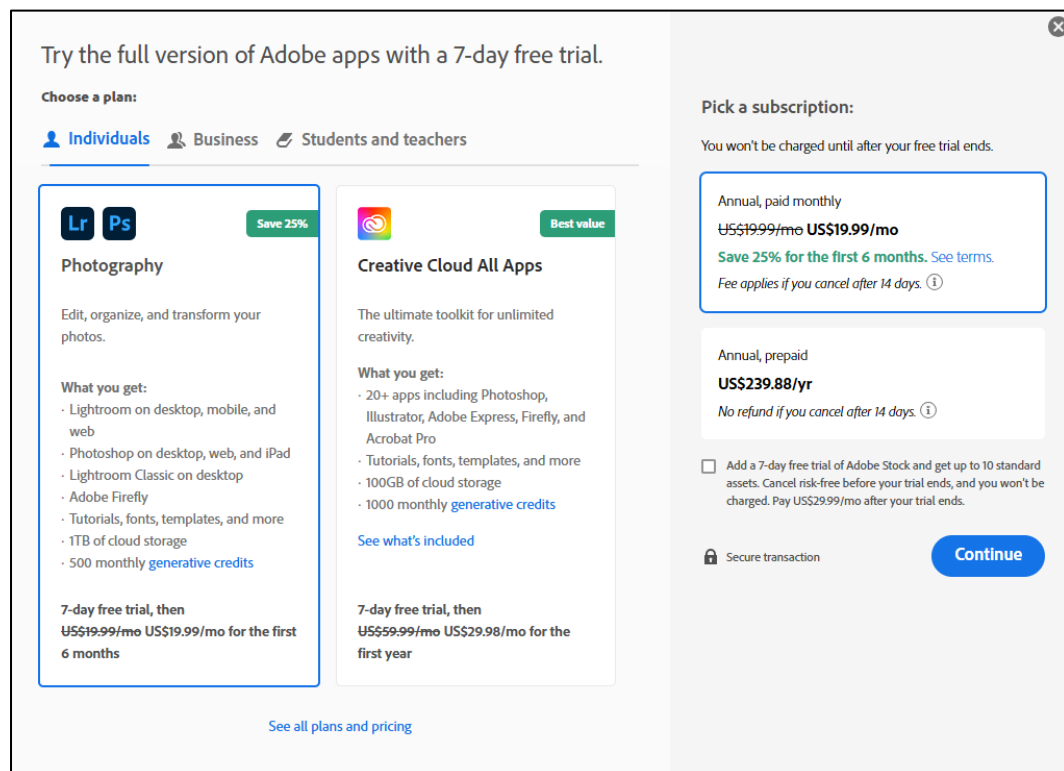 Try the full version of Adobe apps with a 7-day free trial.
Choose a plan:
Individuals
Business
Students and teachers
Lr Ps
Save 25%
Photography
Edit, organize, and transform your
photos.
What you get:
· Lightroom on desktop, mobile, and
web
· Photoshop on desktop, web, and iPad
· Lightroom Classic on desktop
· Adobe Firefly
· Tutorials, fonts, templates, and more
· 1TB of cloud storage
· 500 monthly generative credits
7-day free trial, then
US$19.99/mo US$19.99/mo for the first
6 months
Best value
Creative Cloud All Apps
The ultimate toolkit for unlimited
creativity.
What you get:
· 20+ apps including Photoshop,
Illustrator, Adobe Express, Firefly, and
Acrobat Pro
· Tutorials, fonts, templates, and more
· 100GB of cloud storage
· 1000 monthly generative credits
See what's included
7-day free trial, then
US$59.99/mo US$29.98/mo for the
first year
See all plans and pricing
Pick a subscription:
You won't be charged until after your free trial ends.
Annual, paid monthly
US$19.99/mo US$19.99/mo
Save 25% for the first 6 months. See terms.
Fee applies if you cancel after 14 days.
Annual, prepaid
US$239.88/yr
No refund if you cancel after 14 days.
Add a 7-day free trial of Adobe Stock and get up to 10 standard
assets. Cancel risk-free before your trial ends, and you won't be
charged. Pay US$29.99/mo after your trial ends.
Secure transaction
Continue